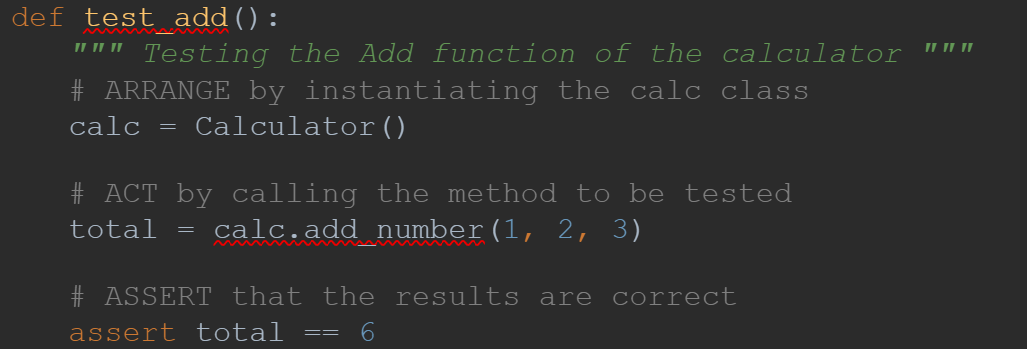 def test_add():
""" Testing the Add function of the calculator """
# ARRANGE by instantiating the calc class
calc = Calculator()
# ACT by calling the method to be tested
total = calc.add_number(1, 2, 3)
# ASSERT that the results are correct
assert total == 6